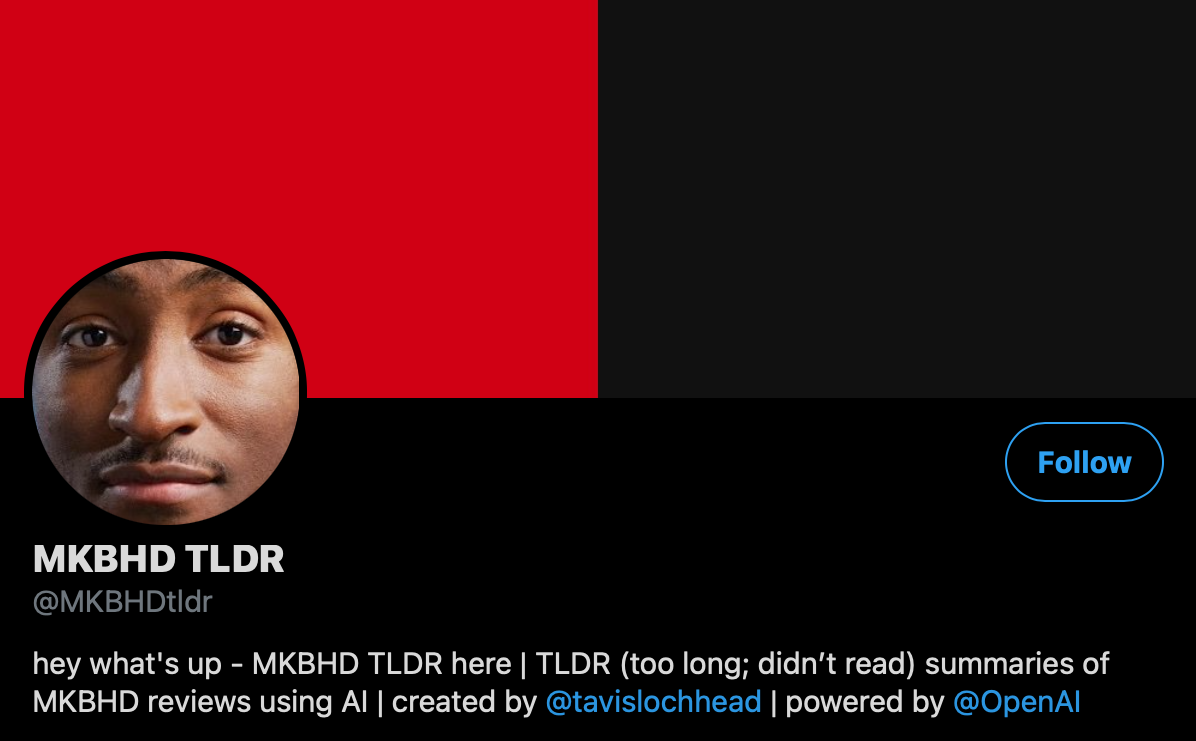 Follow
MKBHD TLDR
@MKBHDtldr
hey what's up - MKBHD TLDR here | TLDR (too long; didn’t read) summaries of
MKBHD reviews using AI | created by @tavislochhead | powered by @OpenAI